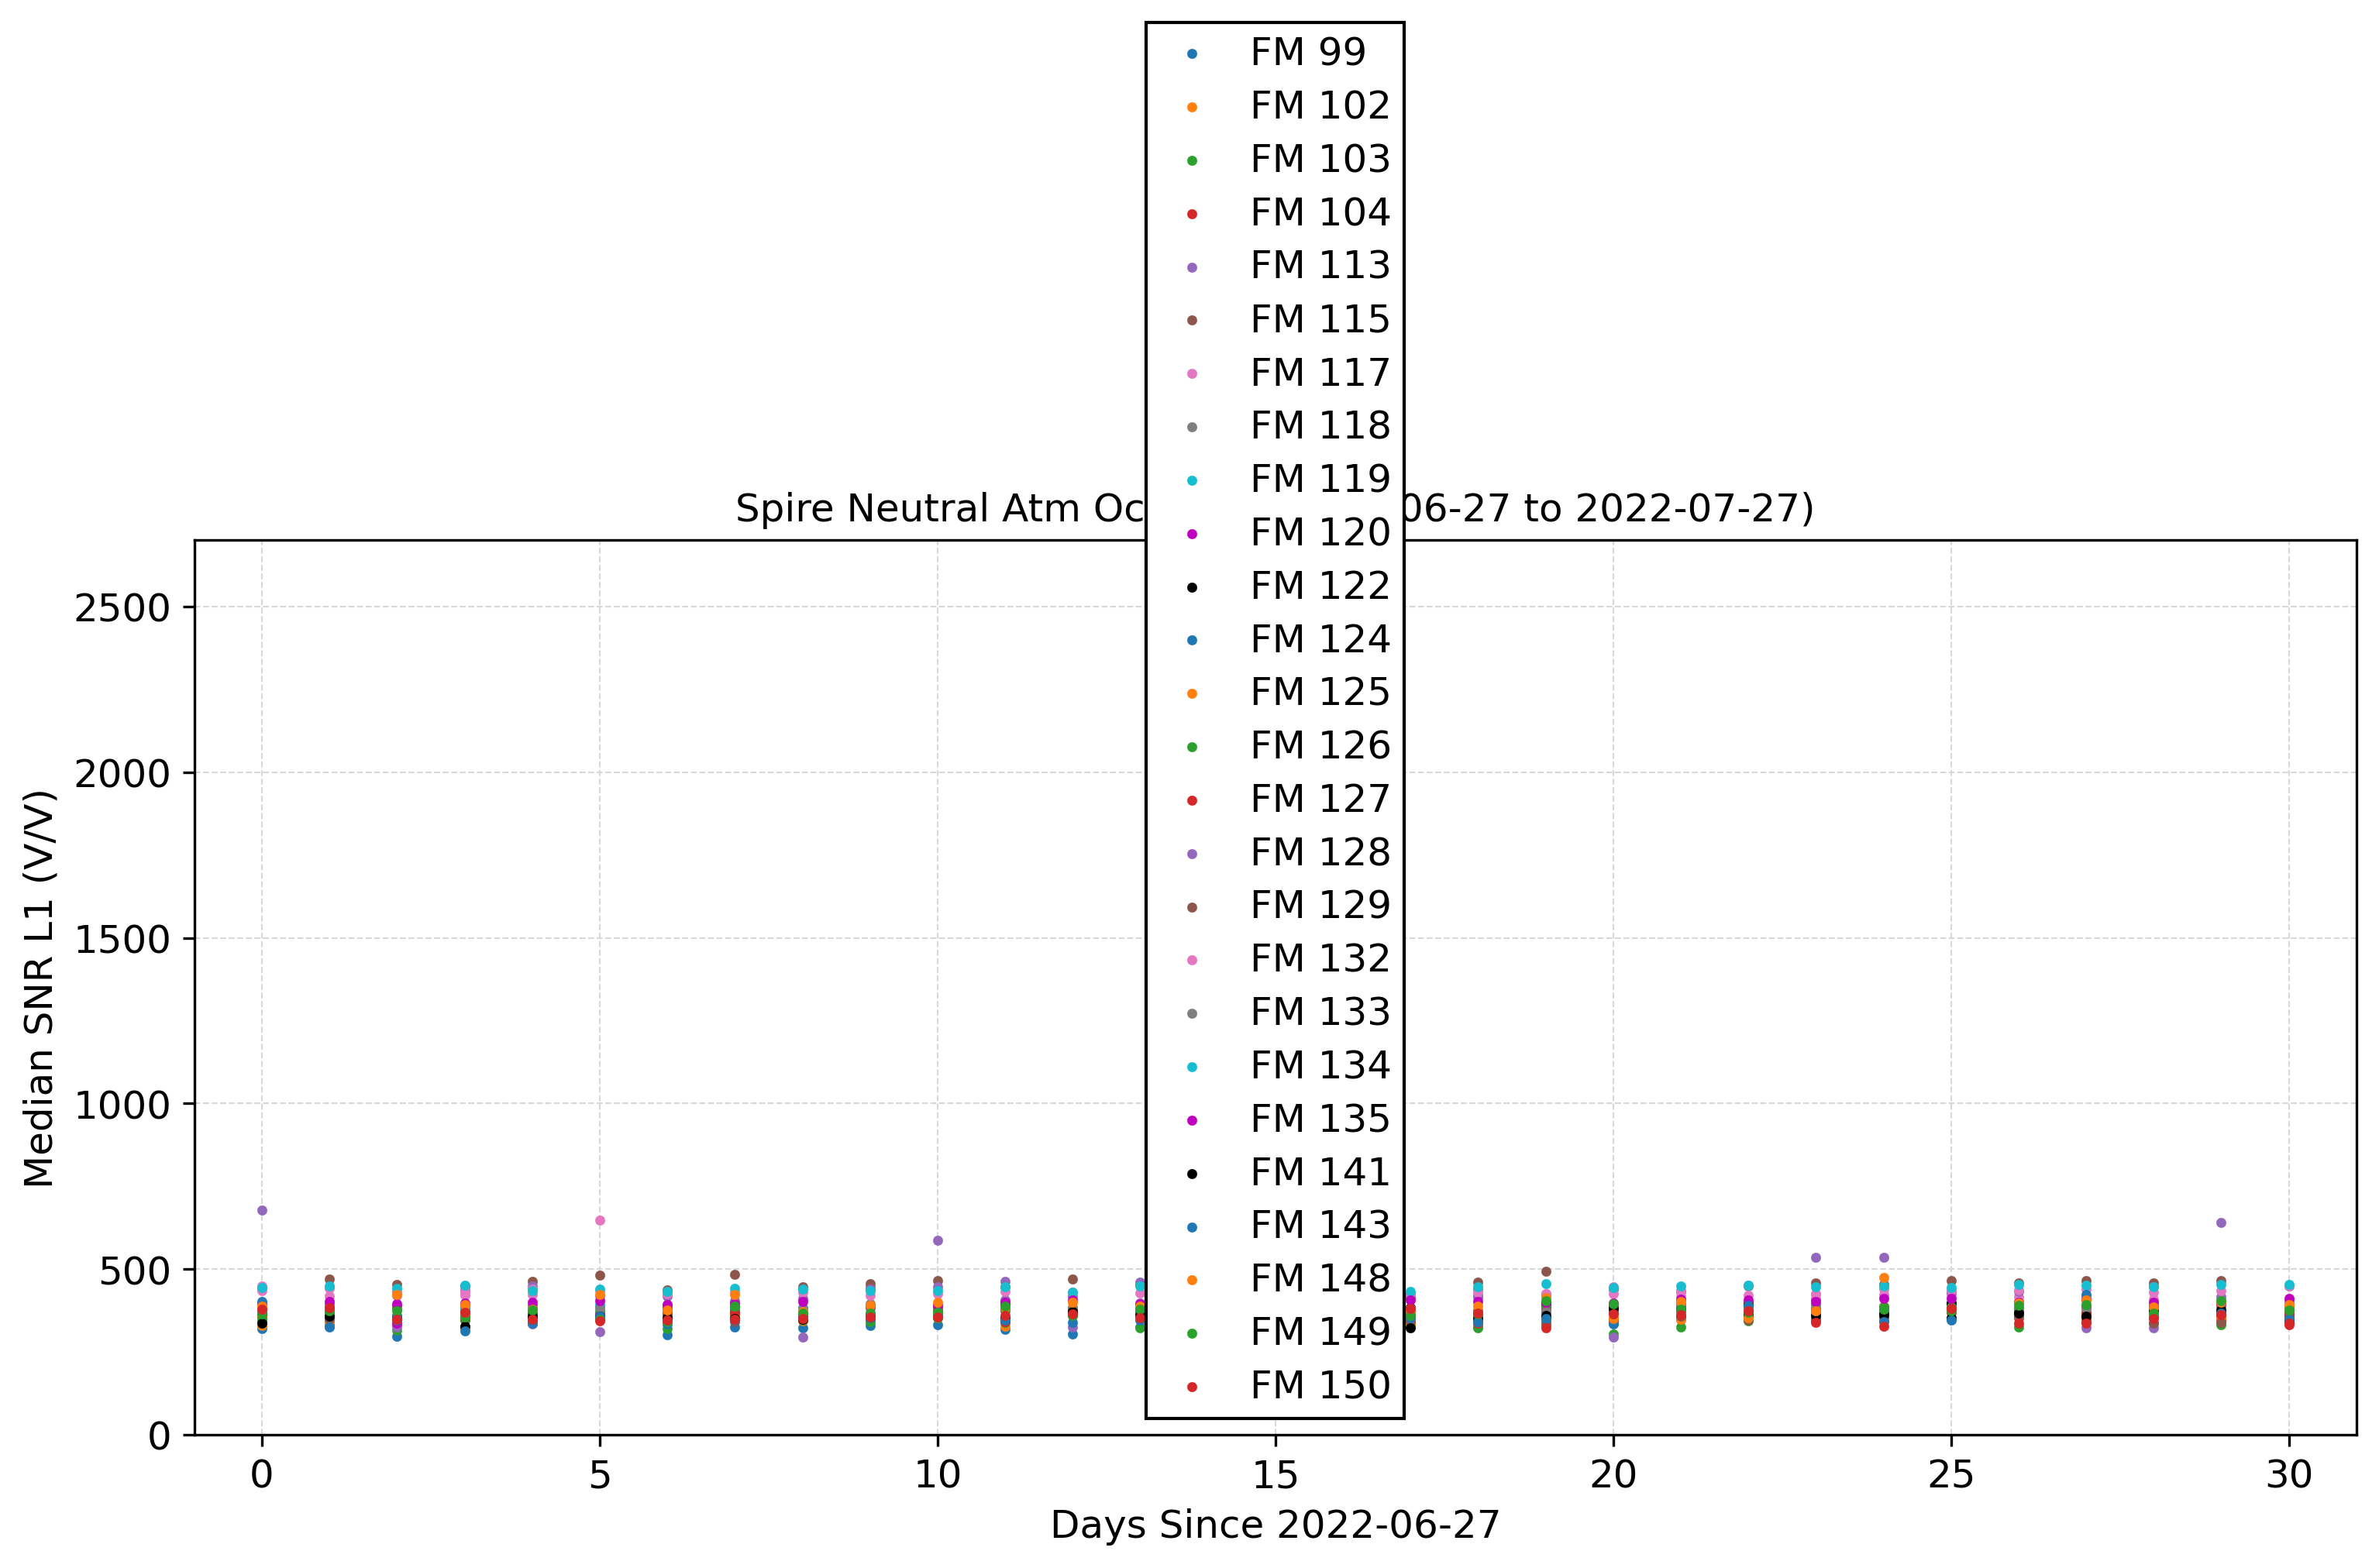 FM 99
FM 102
FM 103
FM 104
FM 113
FM 115
FM 117
FM 118
FM 119
FM 120
FM 122
FM 124
FM 125
FM 126
FM 127
FM 128
FM 129
FM 132
FM 133
FM 134
FM 135
FM 141
FM 143
FM 148
FM 149
FM 150
Spire Neutral Atm Oc 06-27 to 2022-07-27)
Median SNR L1 (V/V)
2500
2000
1500
1000
500
0
0 5 10 15 20 25 30
Days Since 2022-06-27